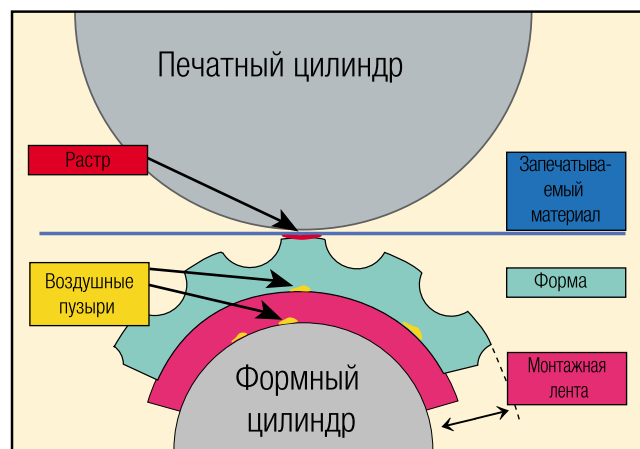 Печатный цилиндр
Растр
Запечатыва-
емый
материал
Воздушные
пузыри
Форма
Монтажная
лента
Формный
цилиндр